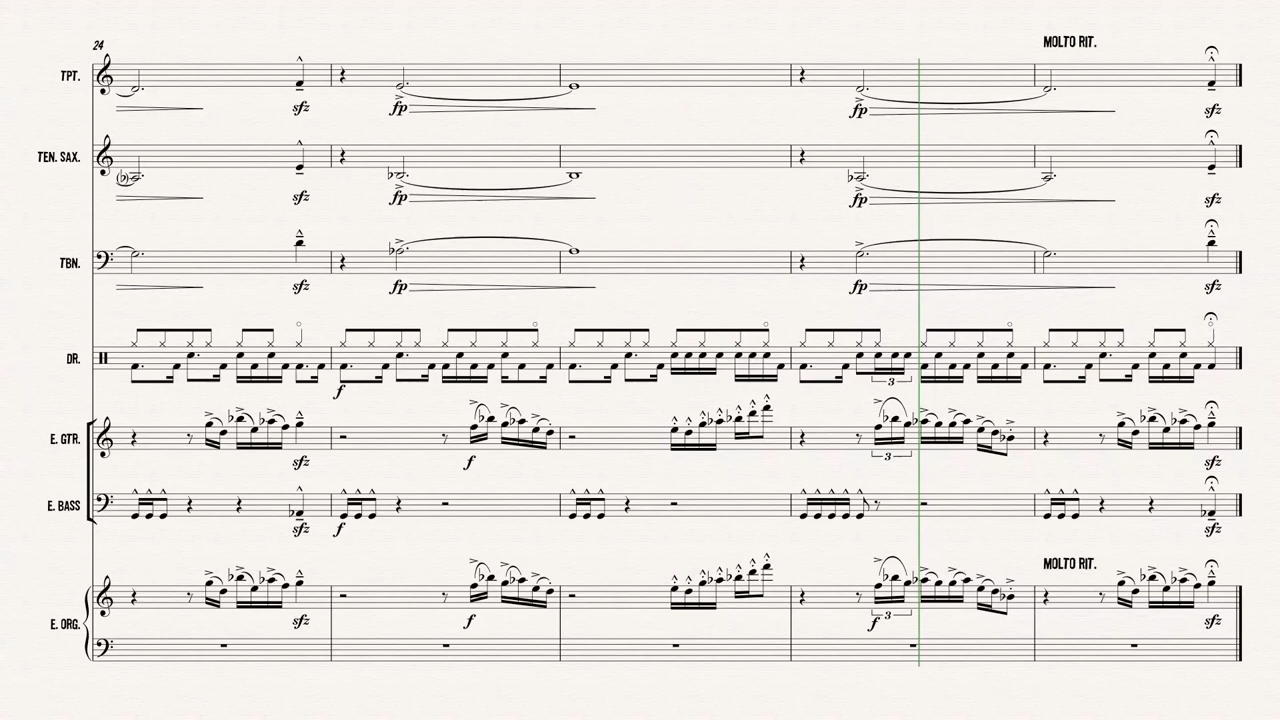 24
MOLTO RIT.
TPT.
sfz
fp
fp
sfz
TEN. SAX.
sfz
fp
fp
sfz
TBN.
sfz
fp
fp
sfz
DR.
f
3
E. GTR.
3
sfz
f
sfz
E. BASS
sfz
f
sfz
MOLTO RIT.
E. ORG.
3
sfz
f
f
sfz